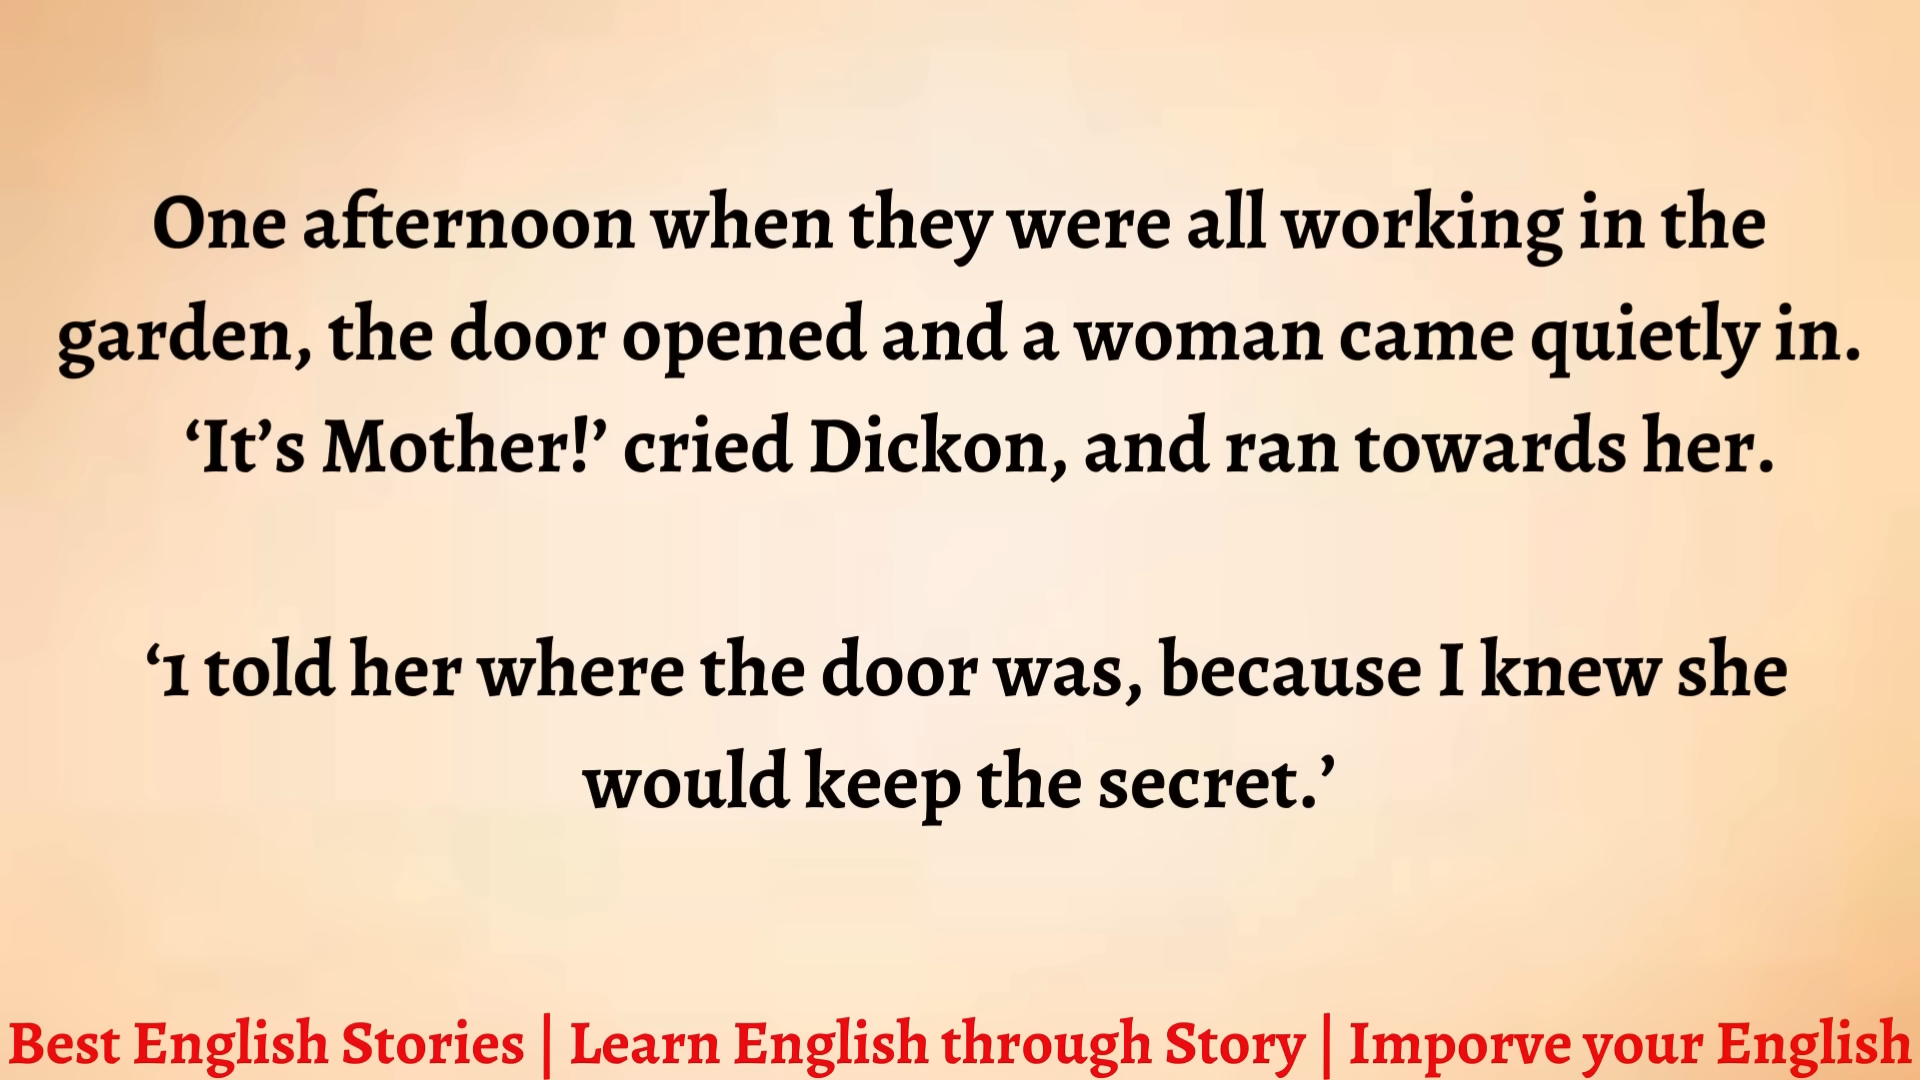 One afternoon when they were all working in the
garden, the door opened and a woman came quietly in.
‘It’s Mother!’ cried Dickon, and ran towards her.
‘1 told her where the door was, because I knew she
would keep the secret.’
Best English Stories | Learn English through Story | Imporve your English